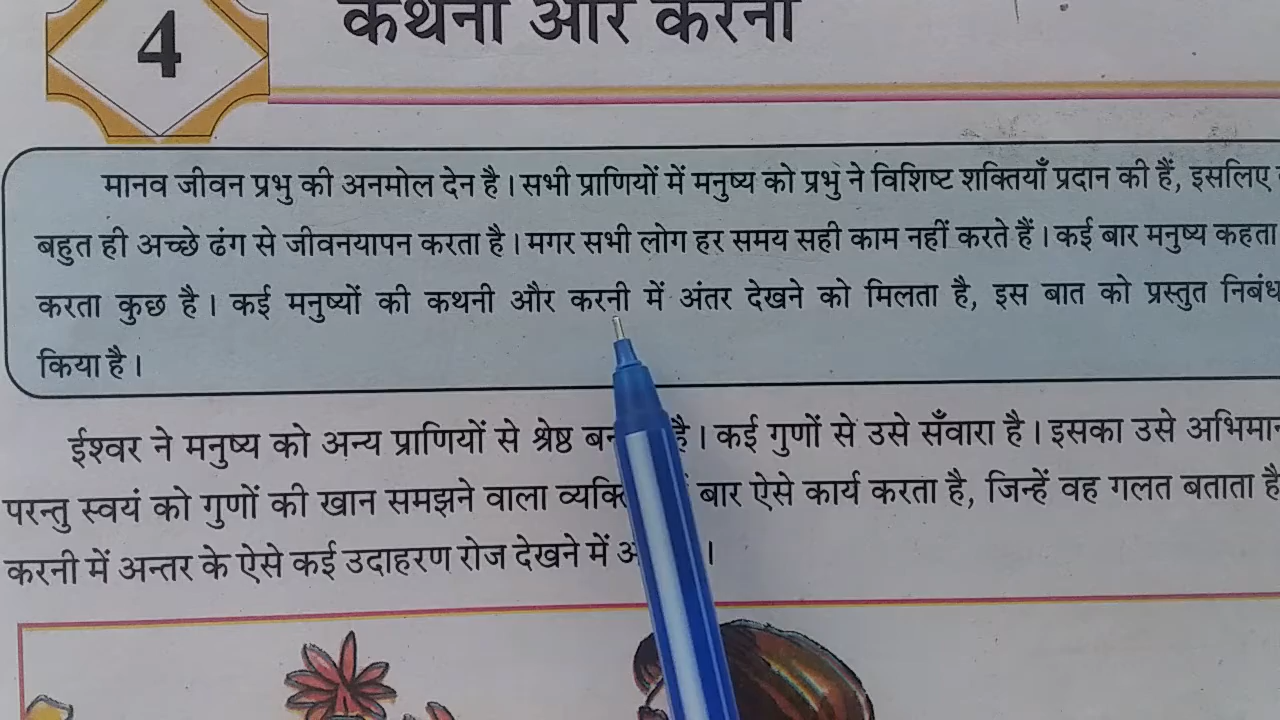 4
कथनी और करनी
मानव जीवन प्रभु की अनमोल देन है। सभी प्राणियों में मनुष्य को प्रभु ने विशिष्ट शक्तियाँ प्रदान की हैं, इसलिए
बहुत ही अच्छे ढंग से जीवनयापन करता है। मगर सभी लोग हर समय सही काम नहीं करते हैं। कई बार मनुष्य कहता
करता कुछ है। कई मनुष्यों की कथनी और करनी में अंतर देखने को मिलता है, इस बात को प्रस्तुत निबंध
किया है।
ईश्वर ने मनुष्य को अन्य प्राणियों से श्रेष्ठ है। कई गुणों से उसे सँवारा है। इसका उसे अभिमान
परन्तु स्वयं को गुणों की खान समझने वाला बार ऐसे कार्य करता है, जिन्हें वह गलत बताता है
करनी में अन्तर के ऐसे कई उदाहरण रोज देखने में